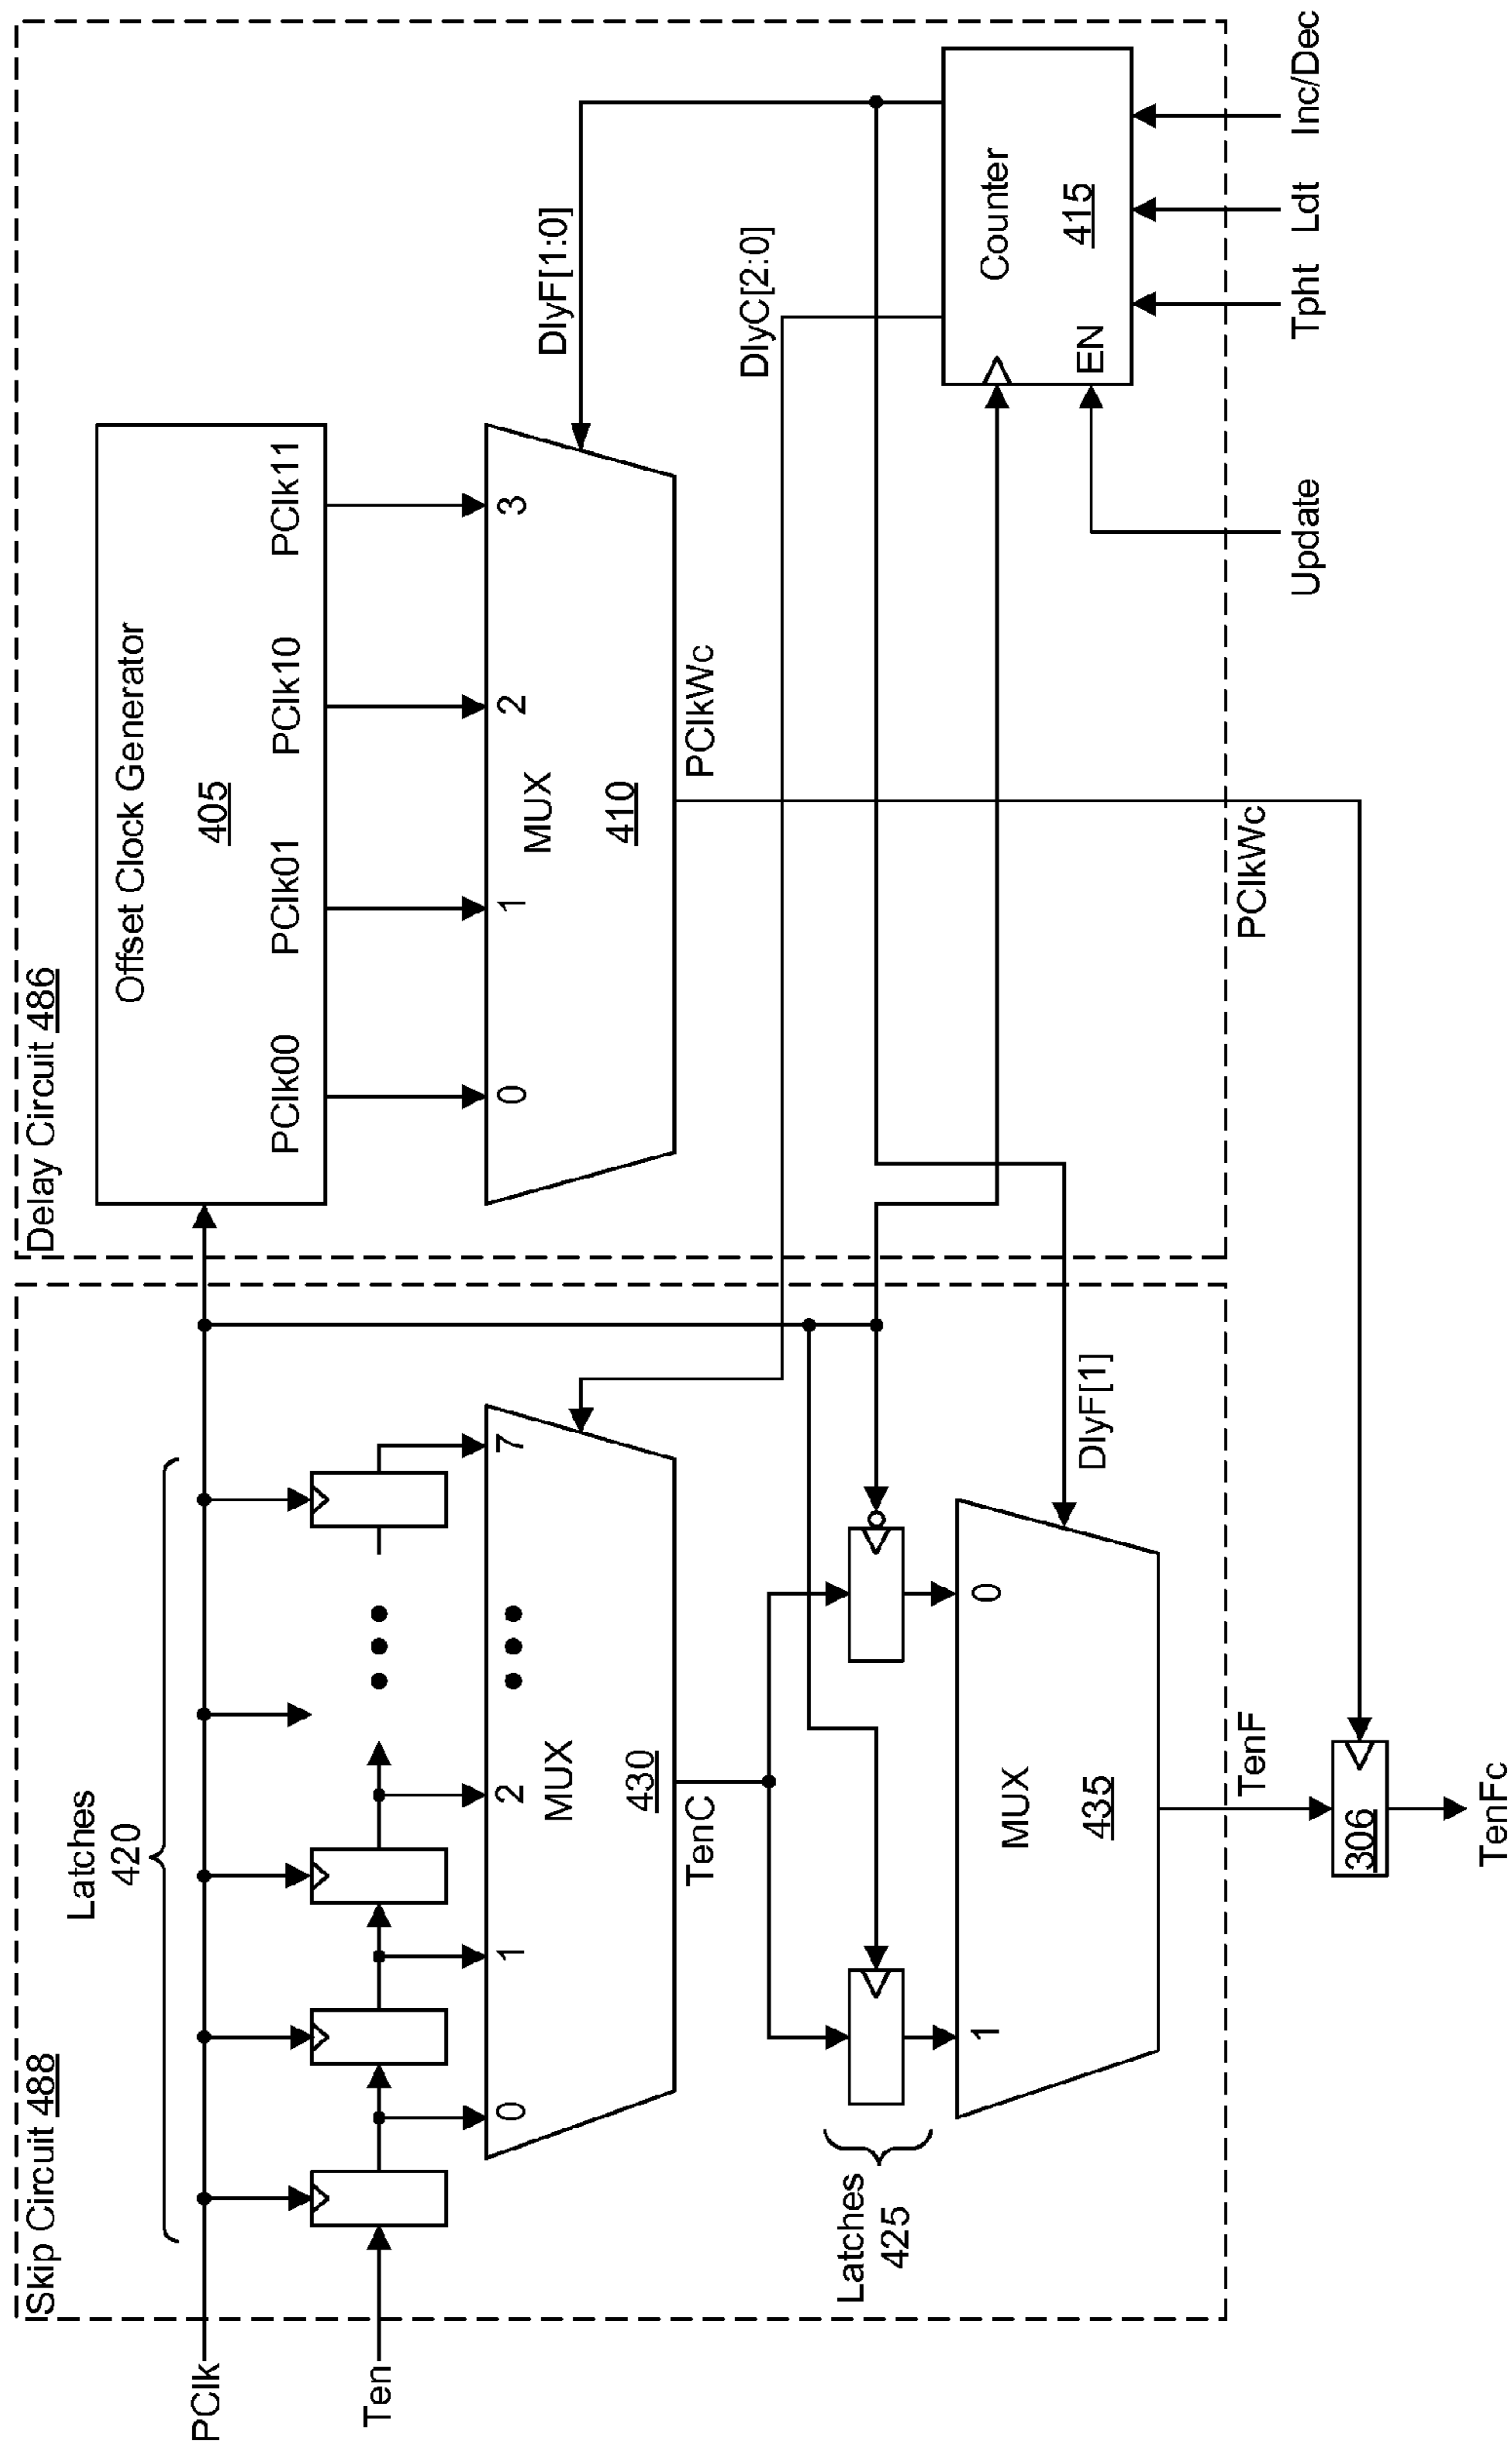 Skip Circuit 488
Delay Circuit 486
PClk
Ten
Latches
420
Offset Clock Generator
405
PClk00
PClk01
PClk10
PClk11
0
1
2
7
MUX
430
TenC
0
1
2
3
MUX
410
PClkWc
DlyF[1:0]
DlyC[2:0]
Latches
425
1
0
MUX
435
DlyF[1]
Counter
415
EN
Update
Tpht
Ldt
Inc/Dec
PClkWc
TenF
306
TenFc